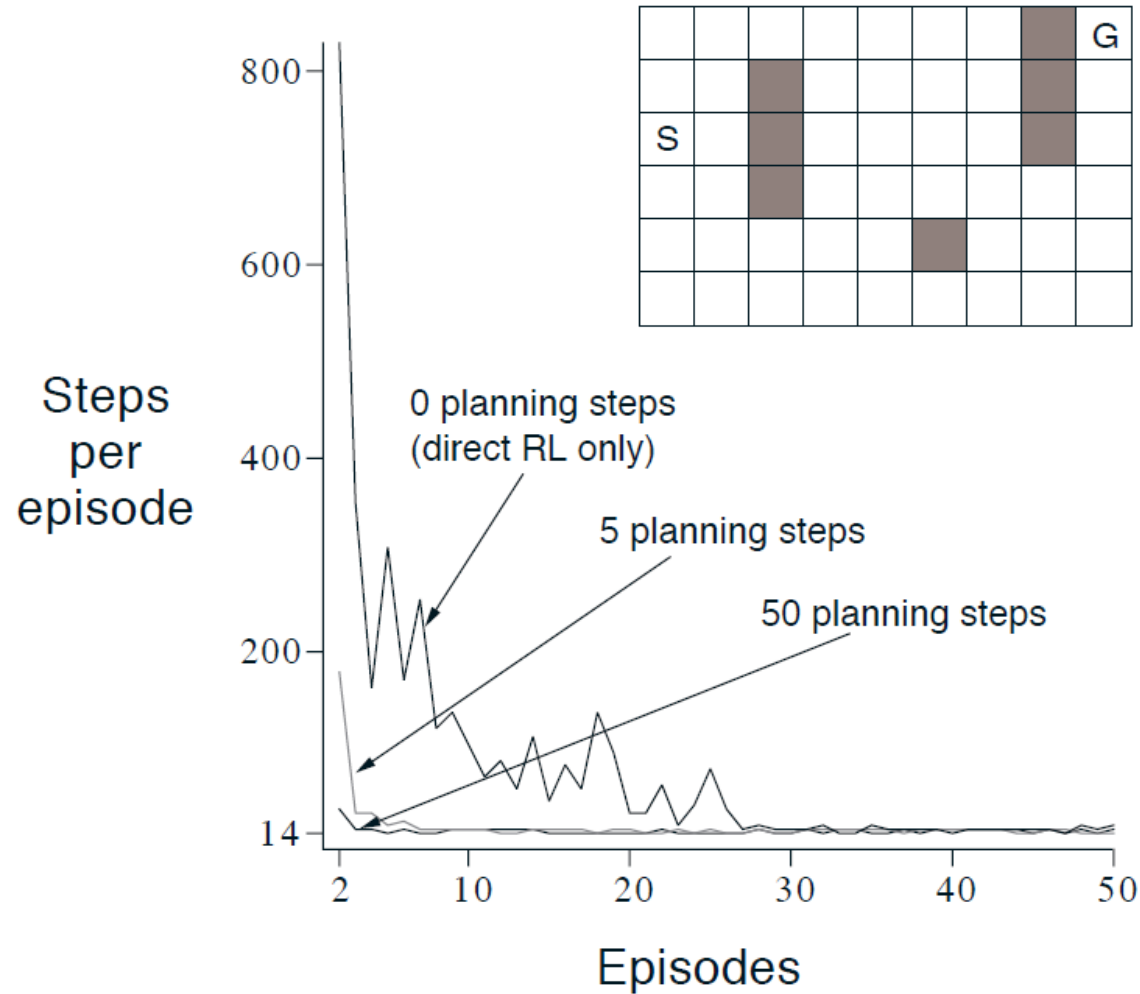 G
S
800
600
400
200
14
Steps
per
episode
0 planning steps
(direct RL only)
5 planning steps
50 planning steps
2 10 20 30 40 50
Episodes